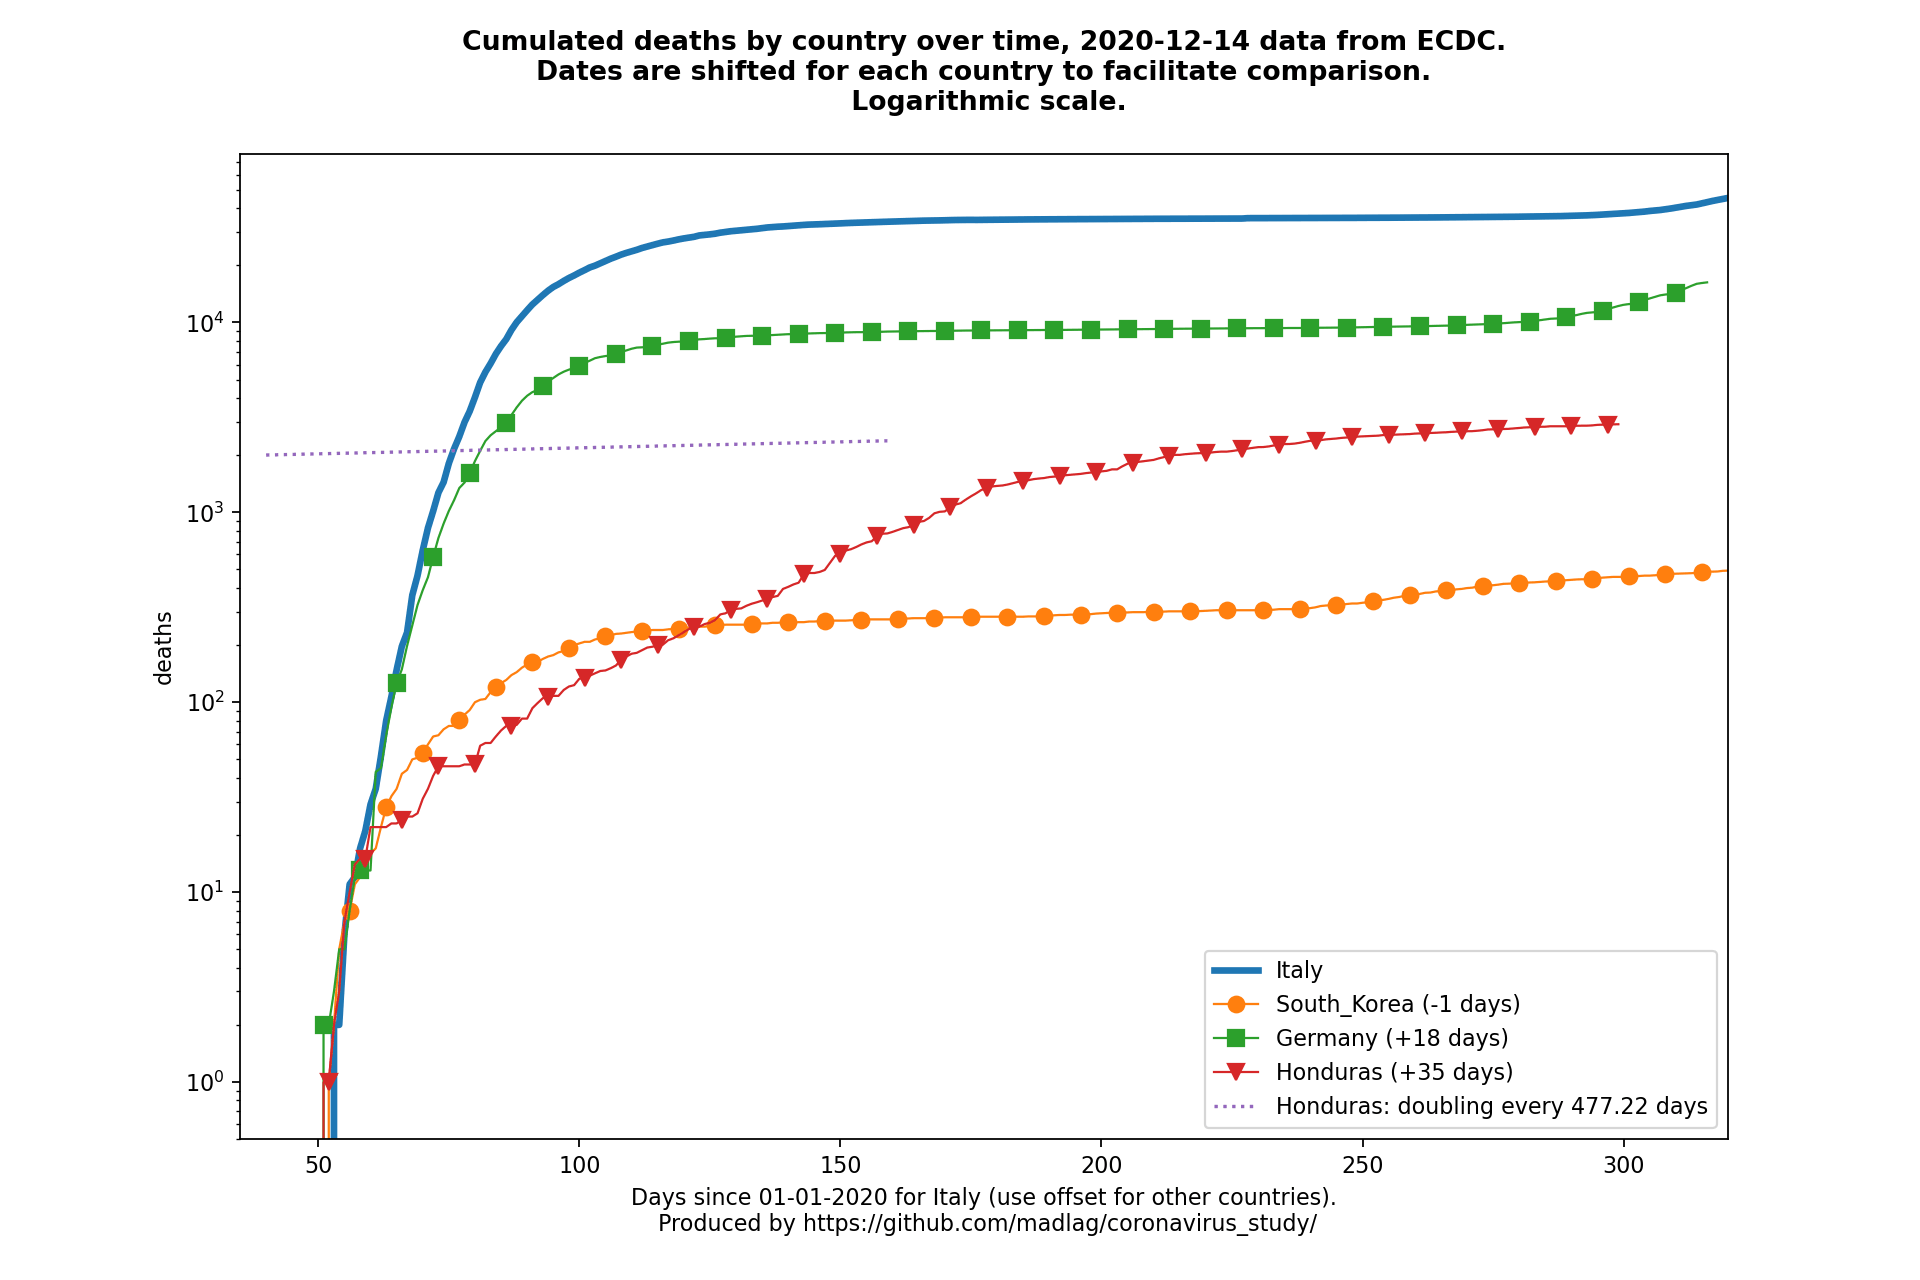 Cumulated deaths by country over time, 2020-12-14 data from ECDC.
Dates are shifted for each country to facilitate comparison.
Logarithmic scale.
deaths
10^4
10^3
10^2
10^1
10^0
Italy
South_Korea (-1 days)
Germany (+18 days)
Honduras (+35 days)
Honduras: doubling every 477.22 days
50 100 150 200 250 300
Days since 01-01-2020 for Italy (use offset for other countries).
Produced by https://github.com/madlag/coronavirus_study/